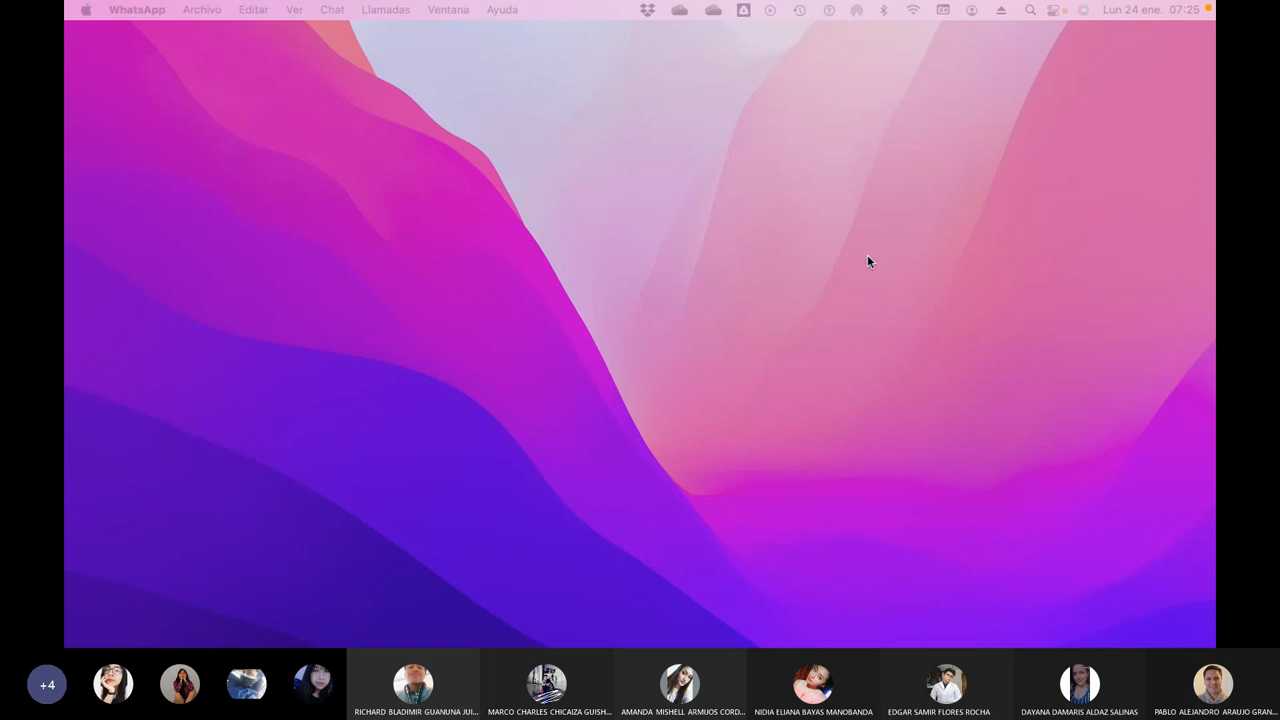 WhatsApp Archivo Editar Ver Chat Llamadas Ventana Ayuda Lun 24 ene. 07:25
+4
RICHARD BLADIMIR GUANUNA JUI... MARCO CHARLES CHICAIZA GUISH... AMANDA MISHELL ARMIJOS CORD... NIDIA ELIANA BAYAS MANOBANDA EDGAR SAMIR FLORES ROCHA DAYANA DAMARIS ALDAZ SALINAS PABLO ALEJANDRO ARAUJO GRAN...